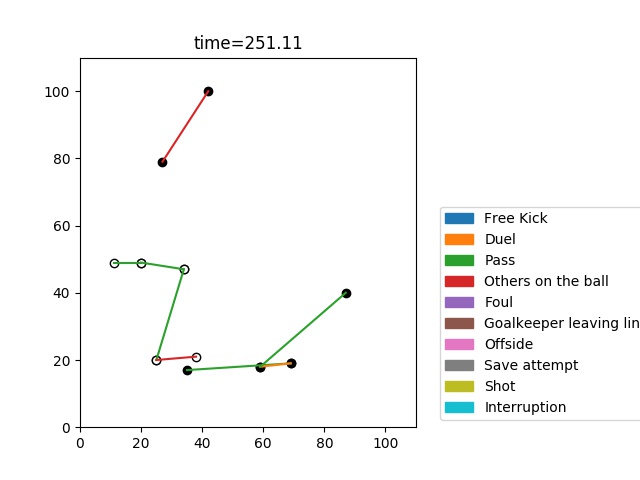 time=251.11
100
80
60
40
20
0
0 20 40 60 80 100
Free Kick
Duel
Pass
Others on the ball
Foul
Goalkeeper leaving lin
Offside
Save attempt
Shot
Interruption